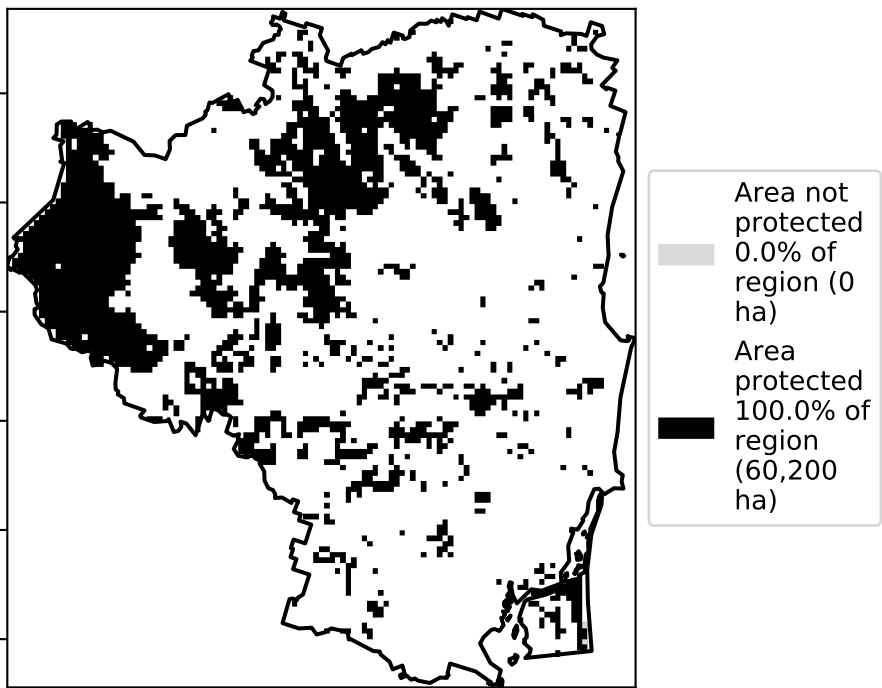 Area not
protected
0.0% of
region (0
ha)
Area
protected
100.0% of
region
(60,200
ha)